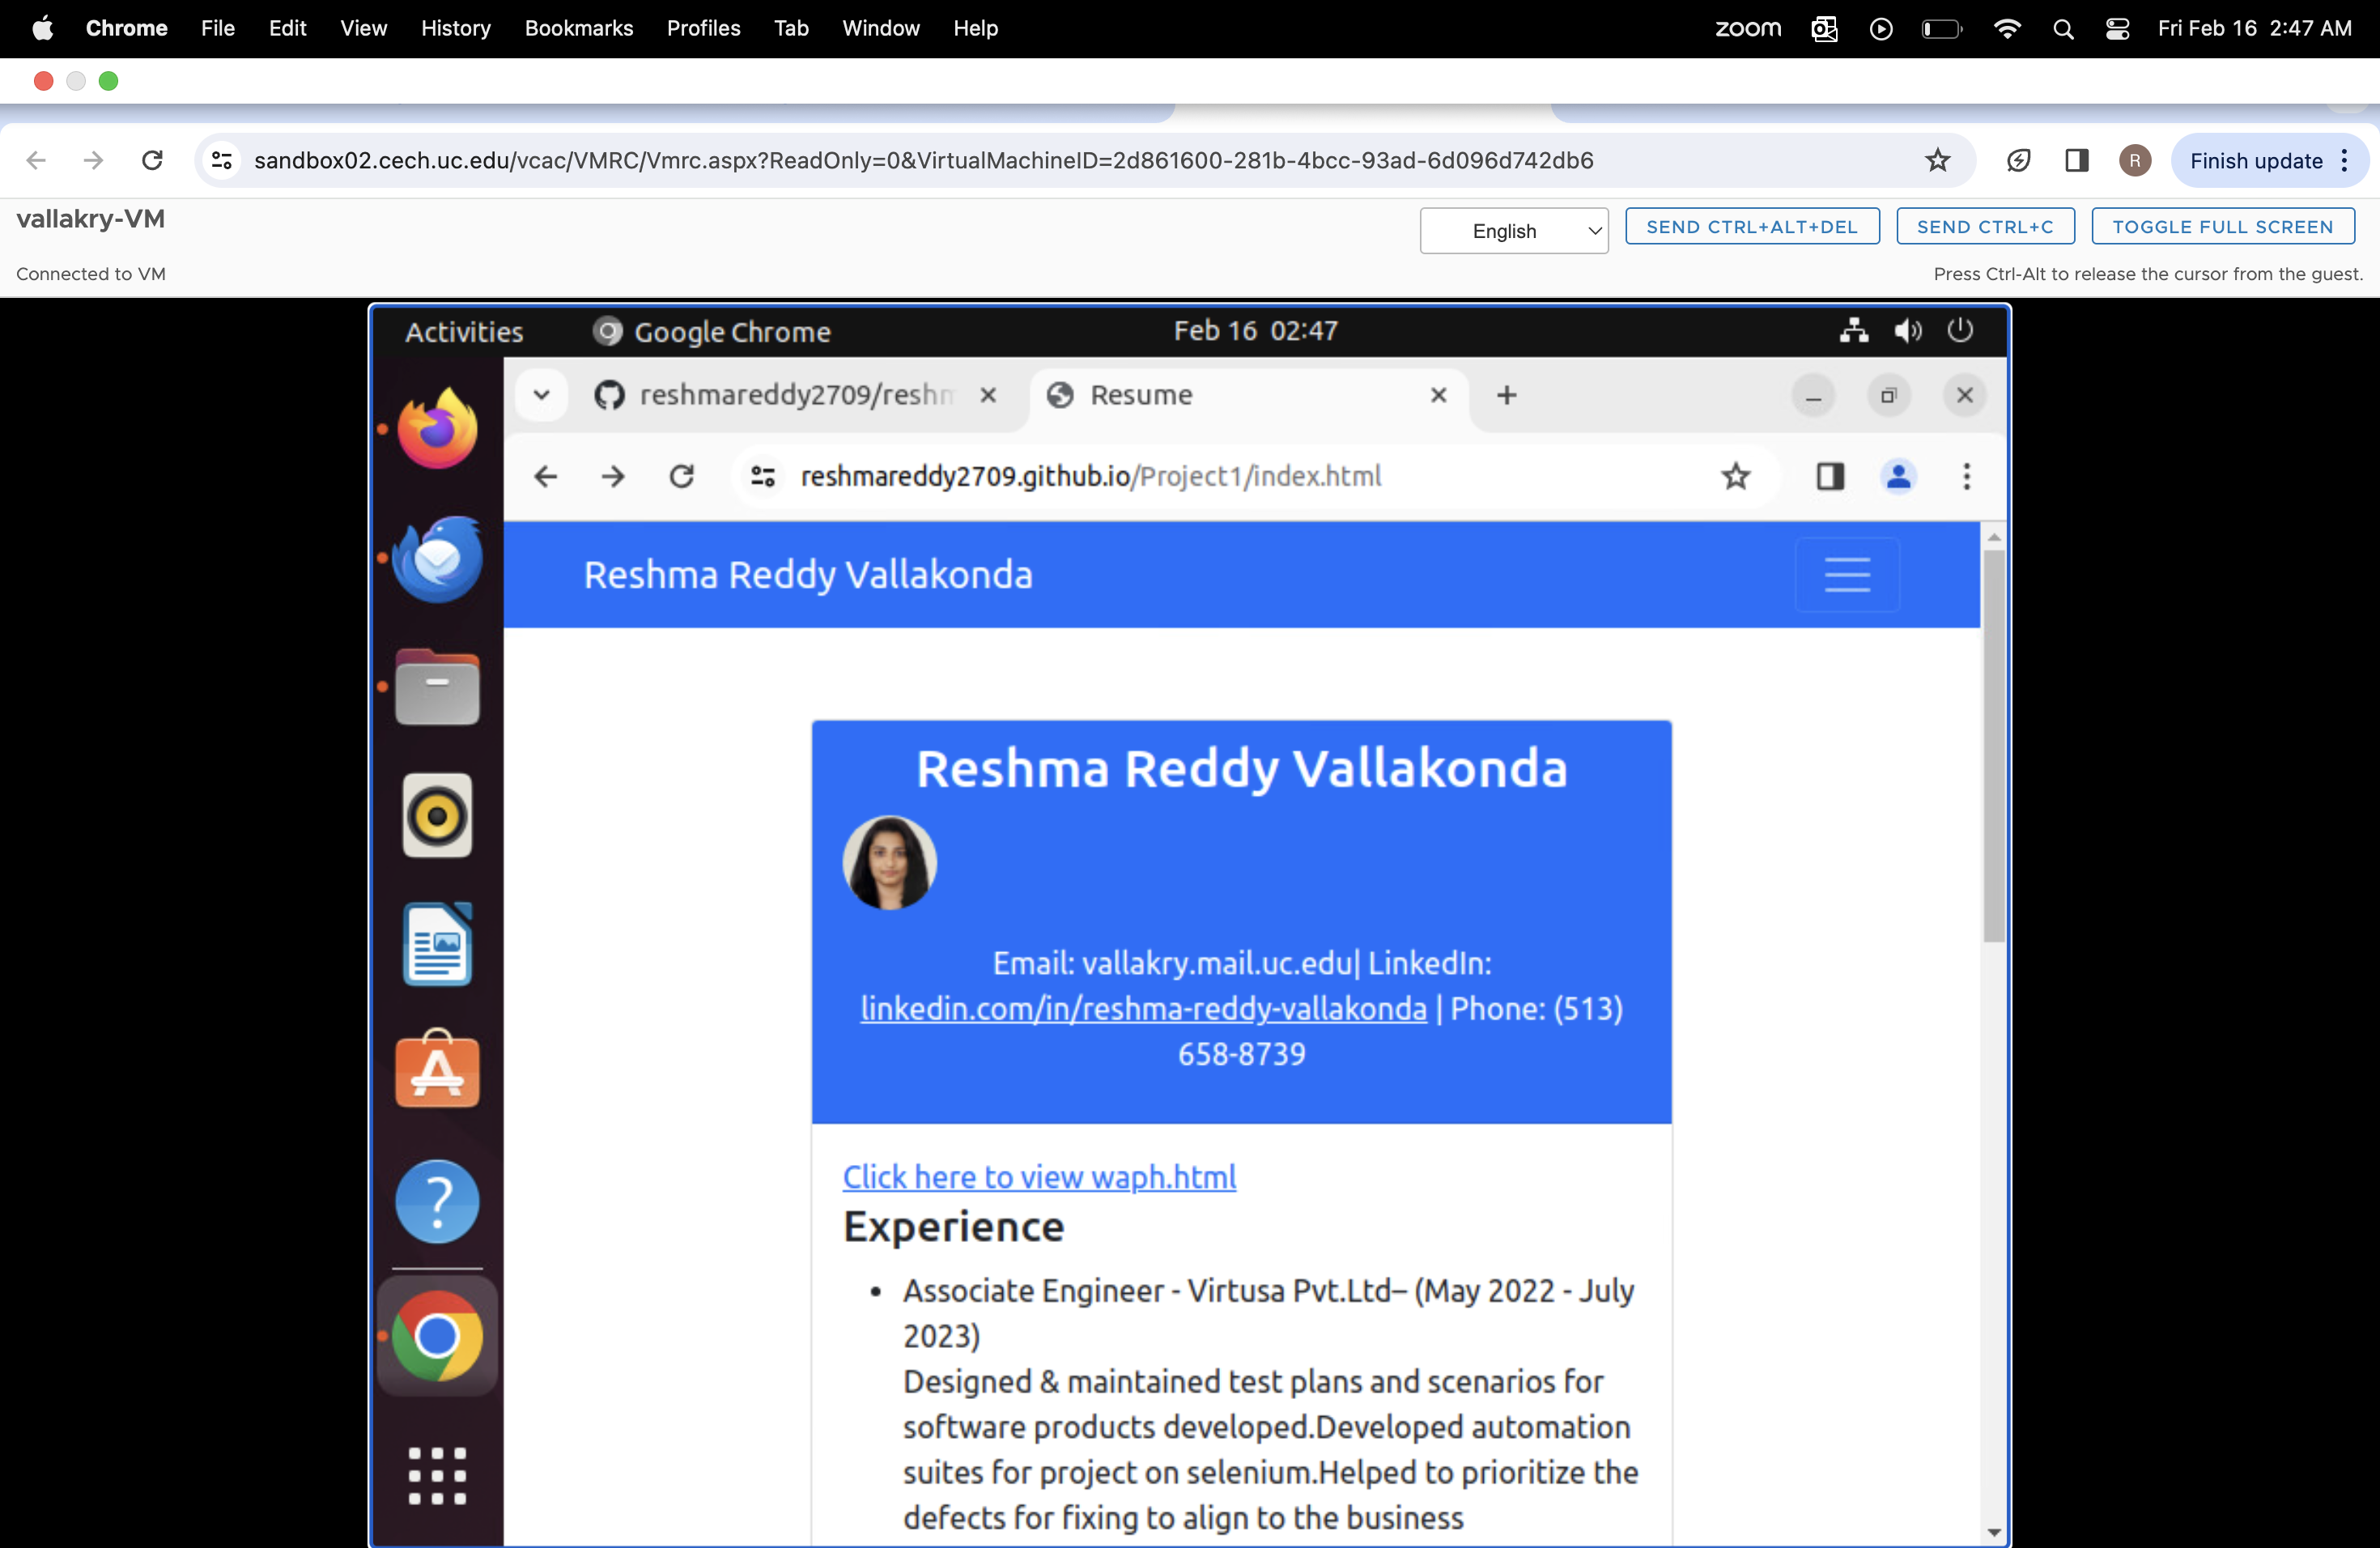 Chrome File Edit View History Bookmarks Profiles Tab Window Help zoom Fri Feb 16 2:47 AM
sandbox02.cech.uc.edu/vcac/VMRC/Vmrc.aspx?ReadOnly=0&VirtualMachineID=2d861600-281b-4bcc-93ad-6d096d742db6 R Finish update
vallakry-VM English SEND CTRL+ALT+DEL SEND CTRL+C TOGGLE FULL SCREEN
Connected to VM Press Ctrl-Alt to release the cursor from the guest.
Activities Google Chrome Feb 16 02:47
reshmareddy2709/reshm Resume
reshmareddy2709.github.io/Project1/index.html
Reshma Reddy Vallakonda
Reshma Reddy Vallakonda
Email: vallakry.mail.uc.edu| LinkedIn:
linkedin.com/in/reshma-reddy-vallakonda | Phone: (513)
658-8739
Click here to view waph.html
Experience
• Associate Engineer - Virtusa Pvt.Ltd– (May 2022 - July
2023)
Designed & maintained test plans and scenarios for
software products developed.Developed automation
suites for project on selenium.Helped to prioritize the
defects for fixing to align to the business